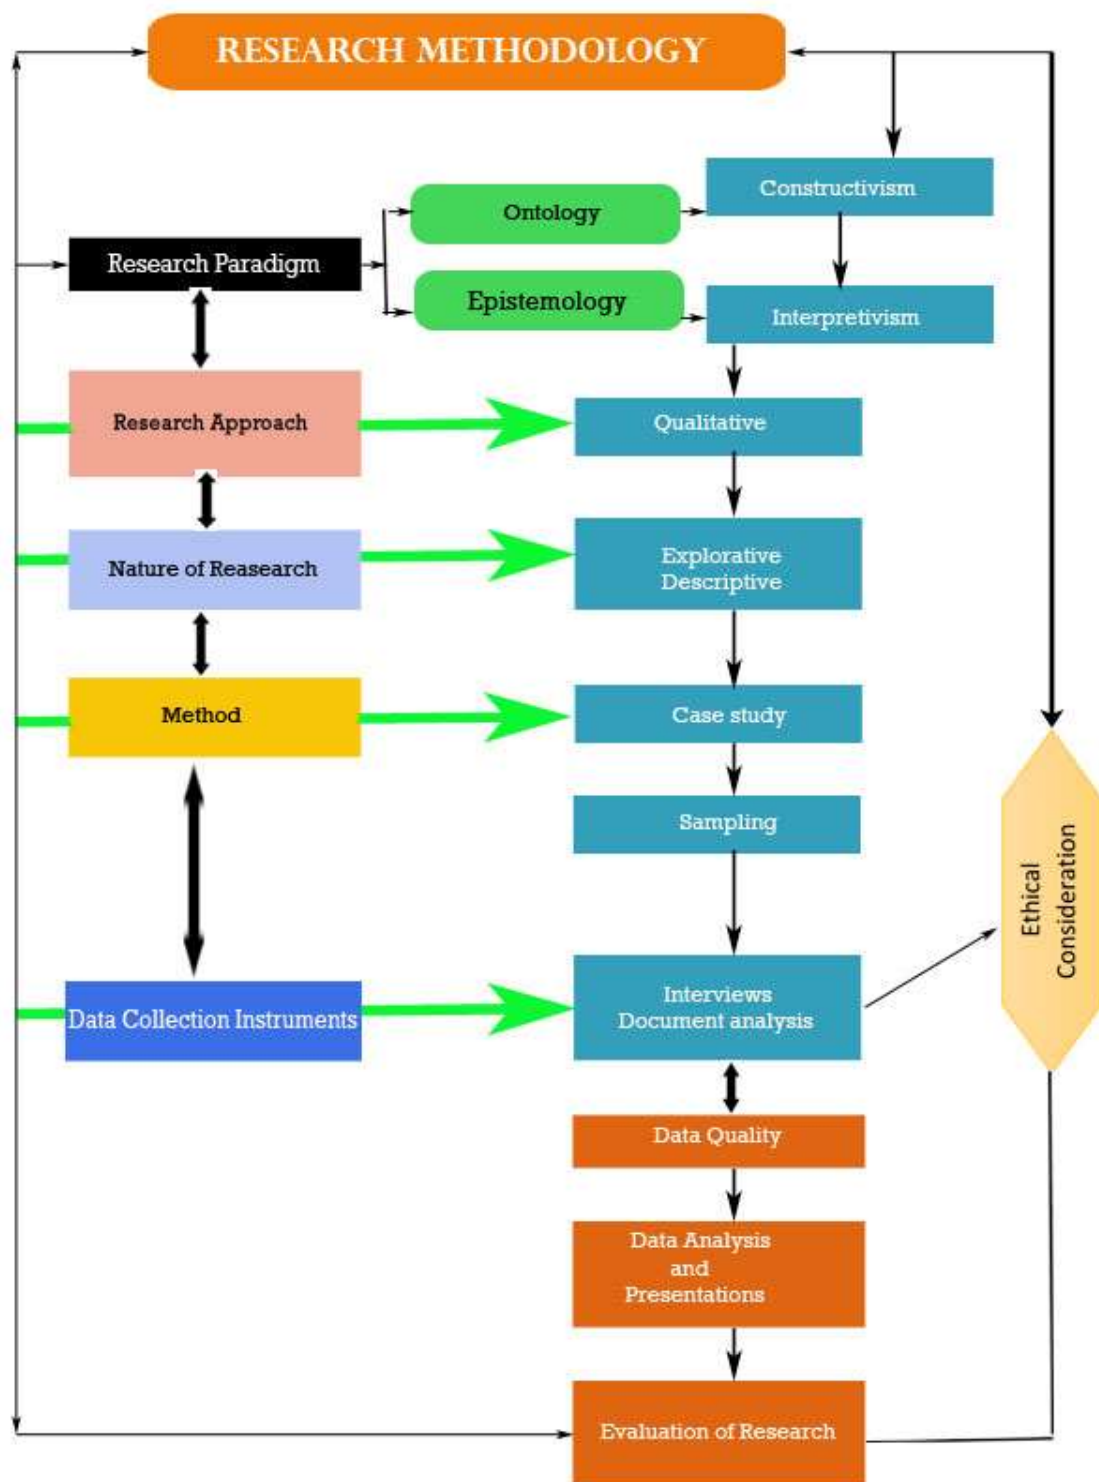 RESEARCH METHODOLOGY
Constructivism
Ontology
Research Paradigm
Epistemology
Interpretivism
Research Approach
Qualitative
Nature of Reasearch
Explorative
Descriptive
Method
Case study
Sampling
Ethical
Consideration
Data Collection Instruments
Interviews
Document analysis
Data Quality
Data Analysis
and
Presentations
Evaluation of Research